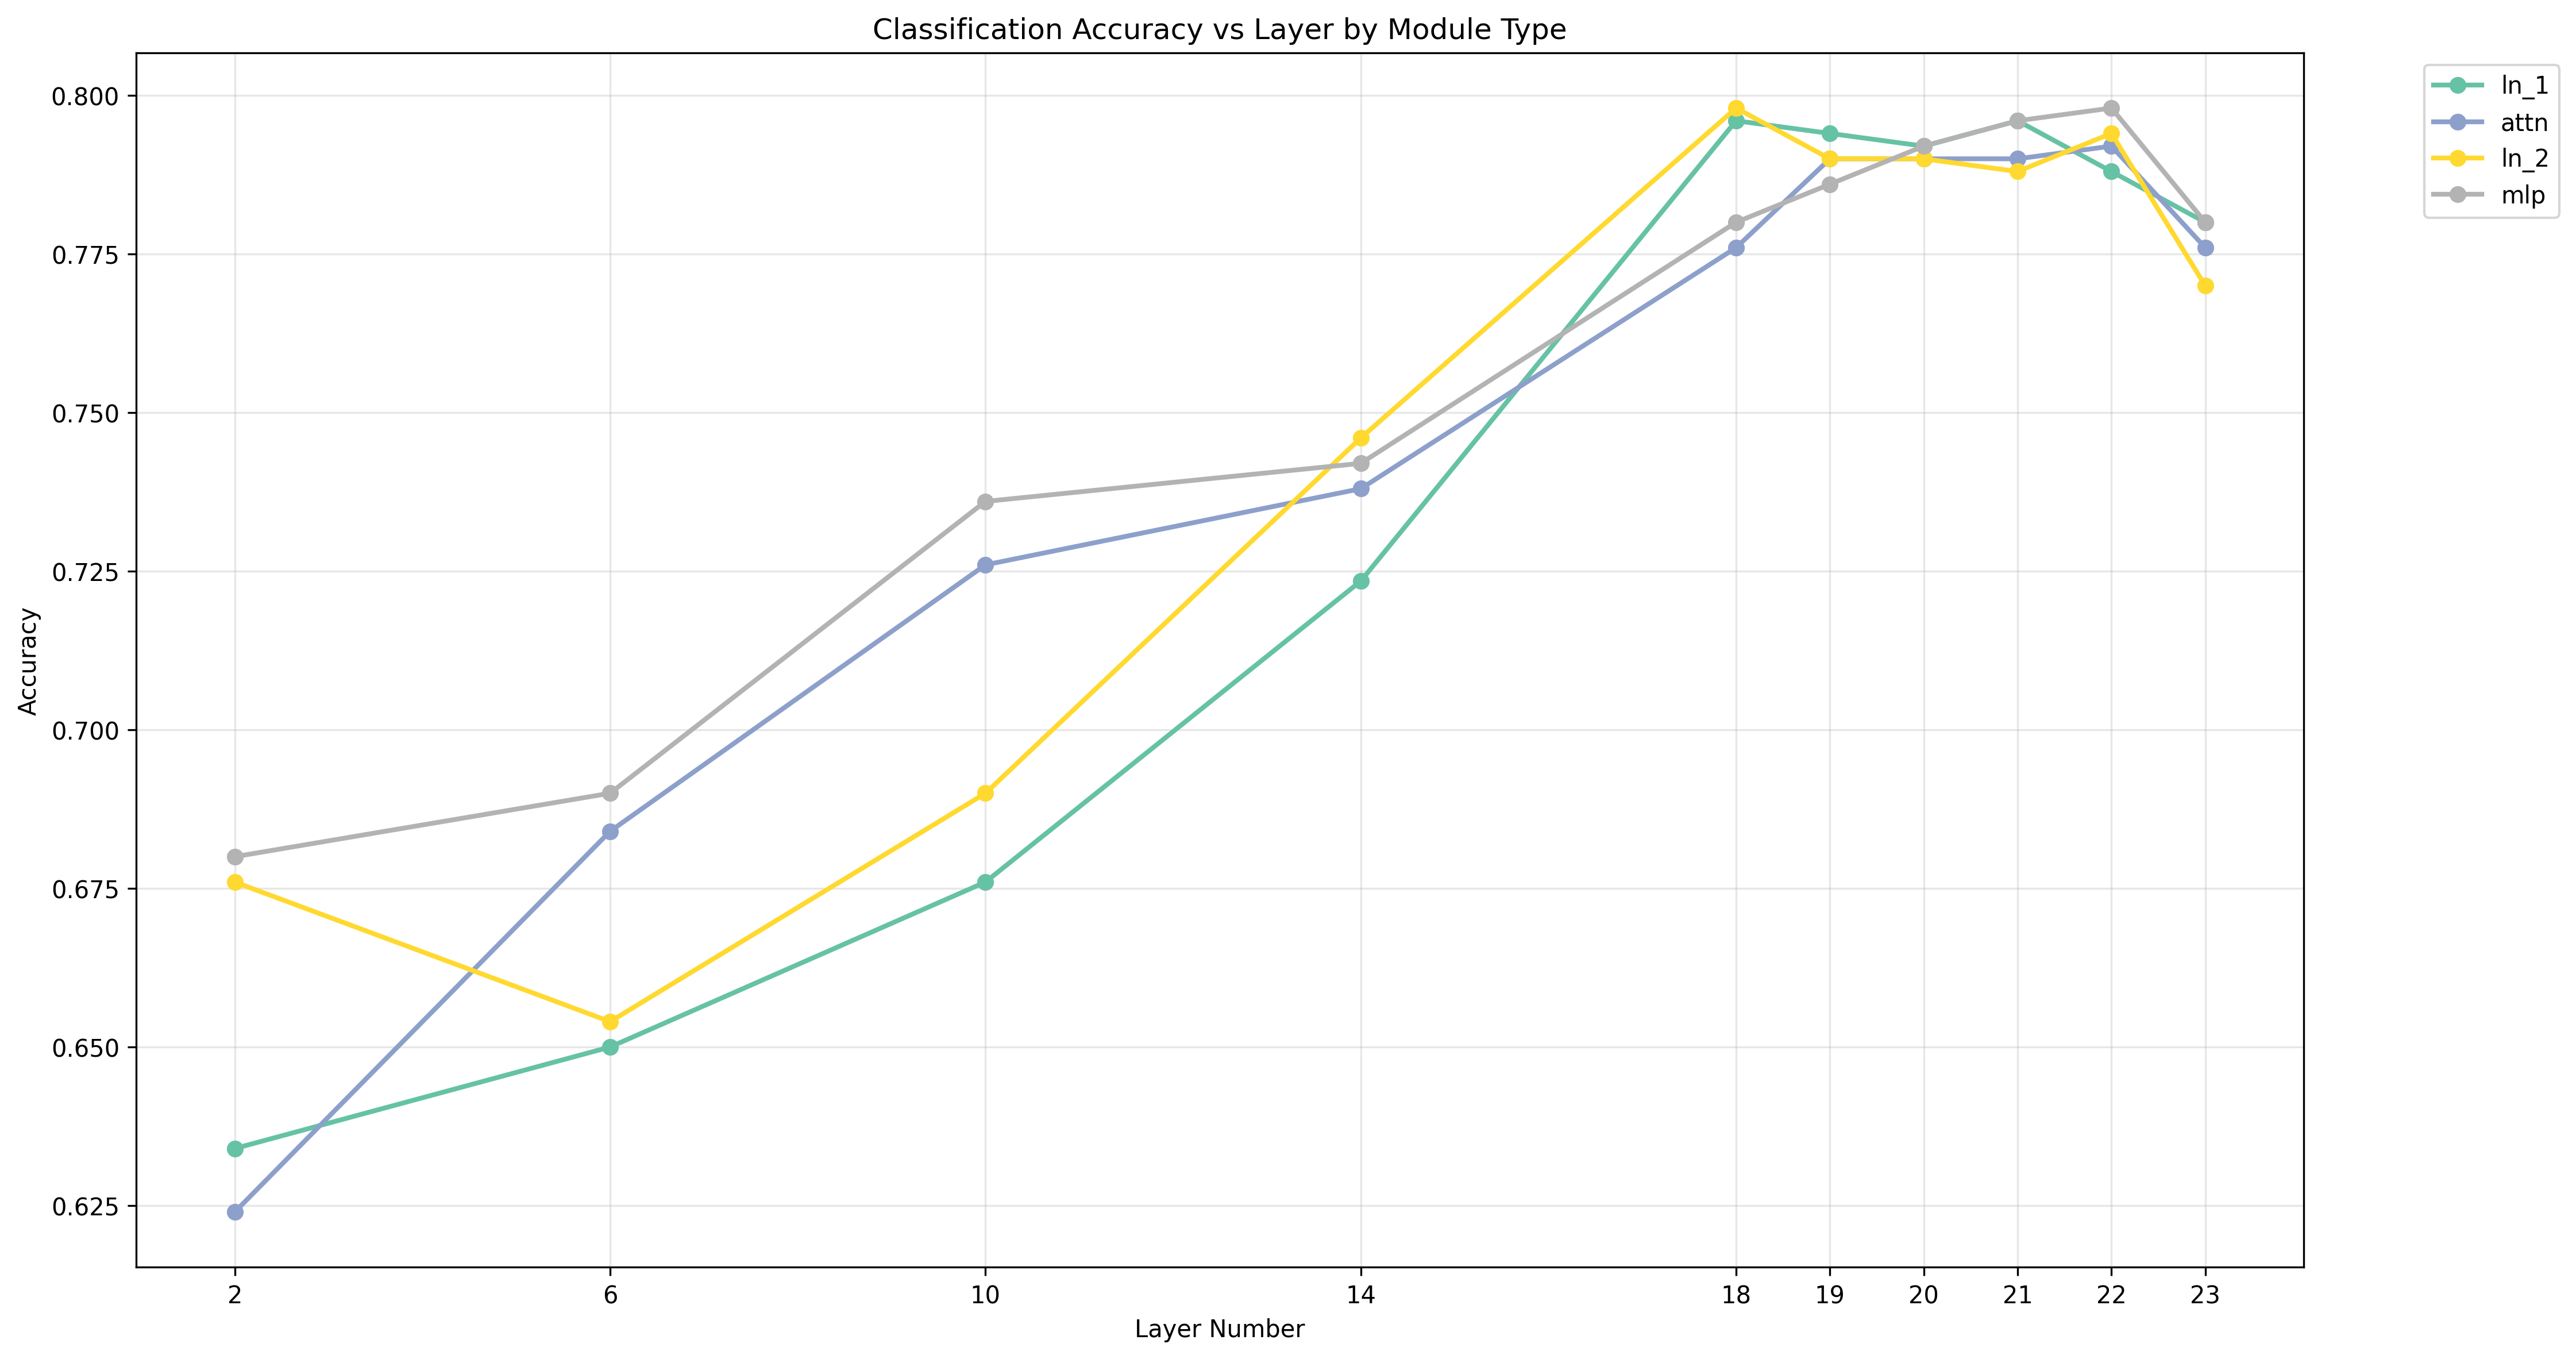 Classification Accuracy vs Layer by Module Type
ln_1
attn
ln_2
mlp
0.800
0.775
0.750
0.725
0.700
0.675
0.650
0.625
Accuracy
2 6 10 14 18 19 20 21 22 23
Layer Number